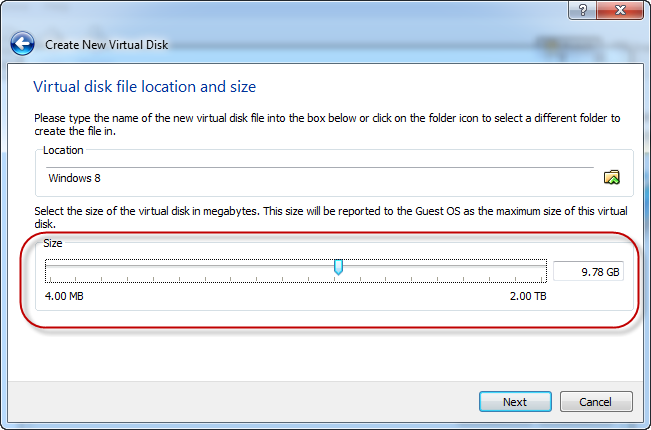 ?
Create New Virtual Disk
Virtual disk file location and size
Please type the name of the new virtual disk file into the box below or click on the folder icon to select a different folder to
create the file in.
Location
Windows 8
Select the size of the virtual disk in megabytes. This size will be reported to the Guest OS as the maximum size of this virtual
disk.
Size
9.78 GB
4.00 MB 2.00 TB
Next Cancel